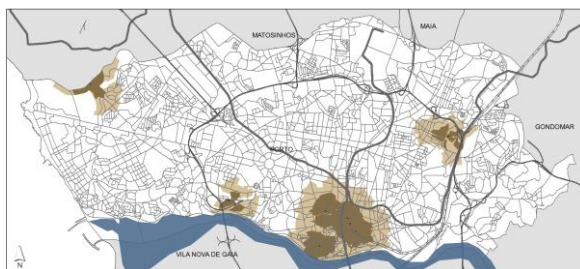 MATOSINHOS
MAIA
GONDOMAR
PORTO
VILA NOVA DE GAIA
N